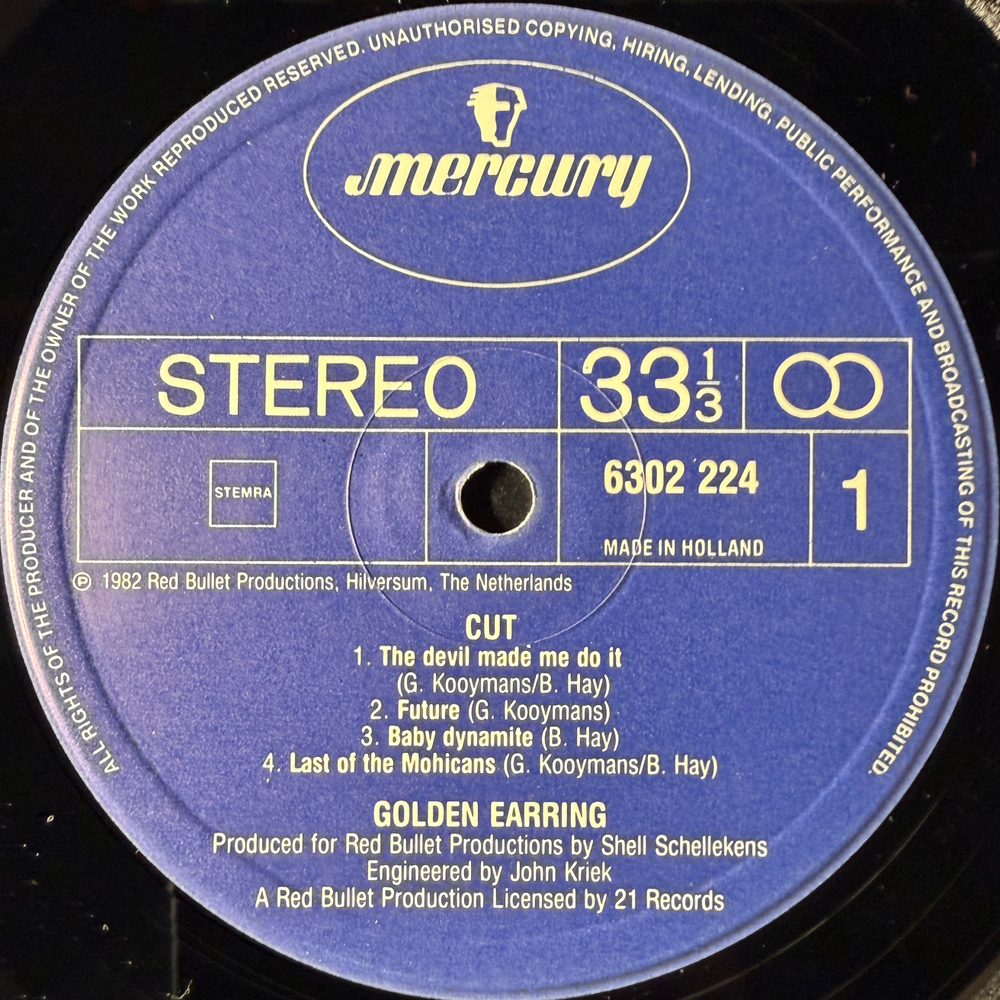 ALL RIGHTS OF THE PRODUCER AND OF THE OWNER OF THE WORK REPRODUCED RESERVED. UNAUTHORISED COPYING, HIRING, LENDING, PUBLIC PERFORMANCE AND BROADCASTING OF THIS RECORD PROHIBITED.
mercury
STEREO 33 1/3
STEMRA 6302 224 1
MADE IN HOLLAND
℗ 1982 Red Bullet Productions, Hilversum, The Netherlands
CUT
1. The devil made me do it
(G. Kooymans/B. Hay)
2. Future (G. Kooymans)
3. Baby dynamite (B. Hay)
4. Last of the Mohicans (G. Kooymans/B. Hay)
GOLDEN EARRING
Produced for Red Bullet Productions by Shell Schellekens
Engineered by John Kriek
A Red Bullet Production Licensed by 21 Records